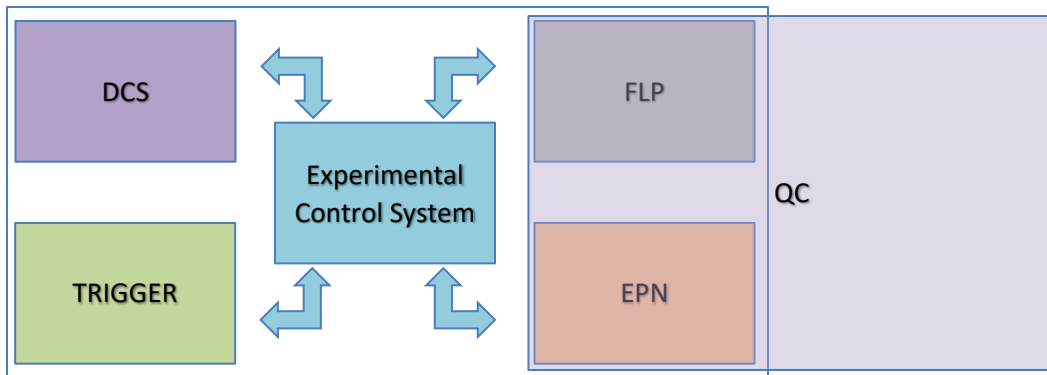 DCS
FLP
Experimental
Control System
QC
TRIGGER
EPN